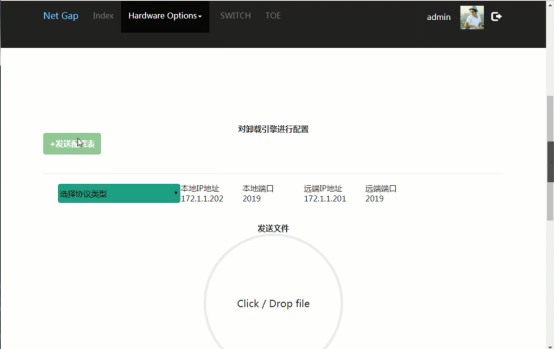 Net Gap Index Hardware Options SWITCH TOE admin
对卸载引擎进行配置
+发送配置表
选择协议类型 本地IP地址 本地端口 远端IP地址 远端端口
172.1.1.202 2019 172.1.1.201 2019
发送文件
Click / Drop file